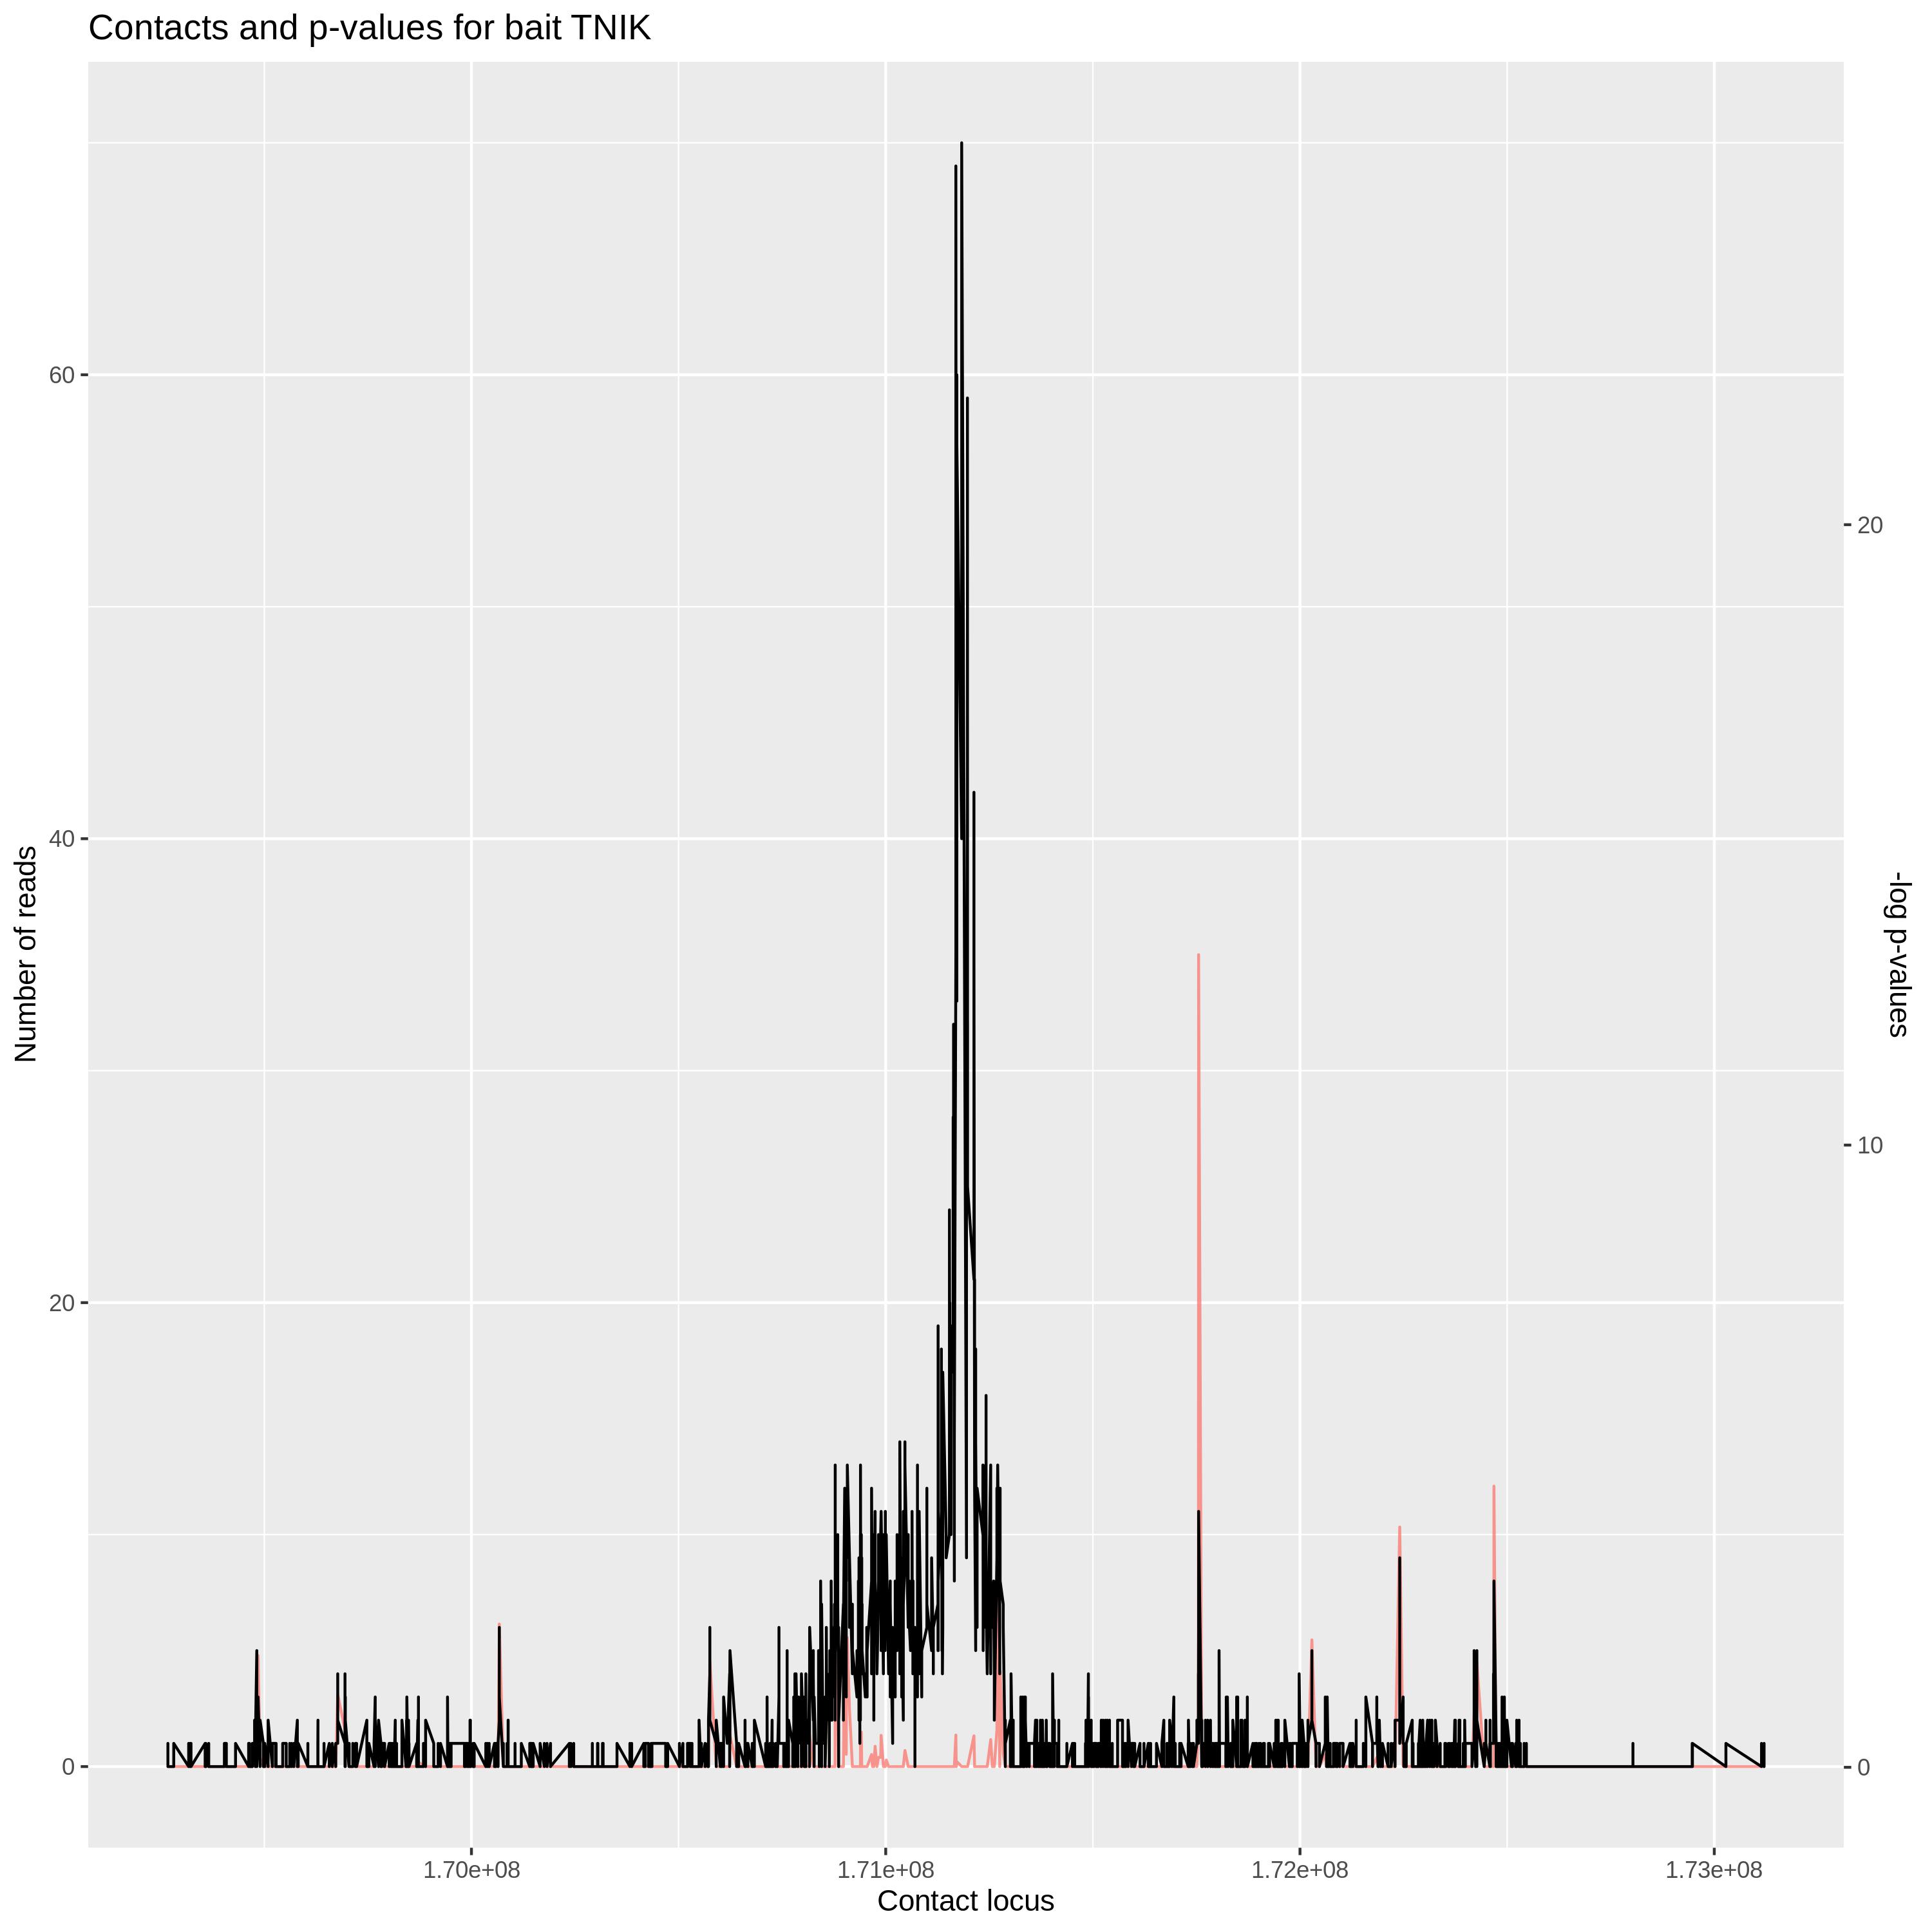 Contacts and p-values for bait TNIK
60
40
20
0
Number of reads
20
10
0
-log p-values
1.70e+08
1.71e+08
1.72e+08
1.73e+08
Contact locus